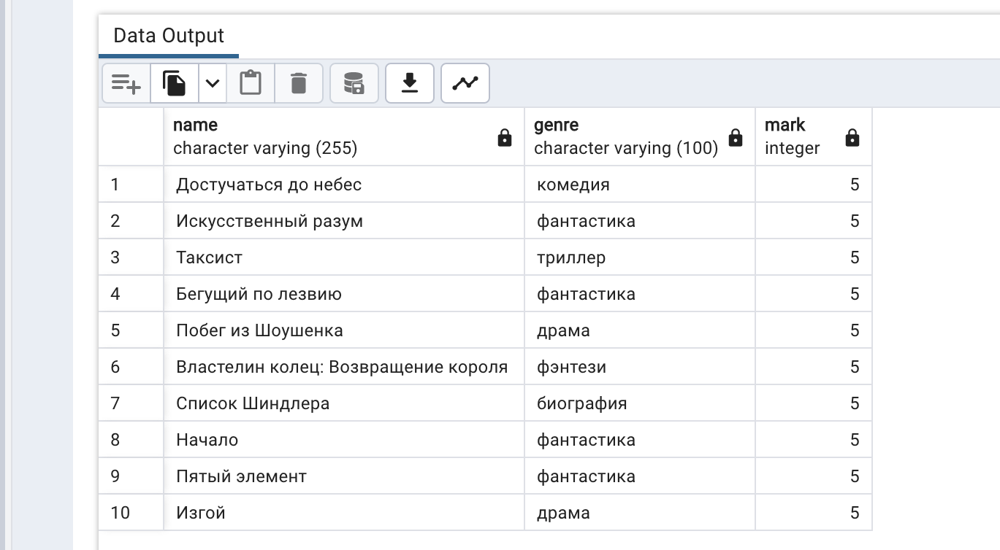 Data Output
name genre mark
character varying (255) character varying (100) integer
1 Достучаться до небес комедия 5
2 Искусственный разум фантастика 5
3 Таксист триллер 5
4 Бегущий по лезвию фантастика 5
5 Побег из Шоушенка драма 5
6 Властелин колец: Возвращение короля фэнтези 5
7 Список Шиндлера биография 5
8 Начало фантастика 5
9 Пятый элемент фантастика 5
10 Изгой драма 5